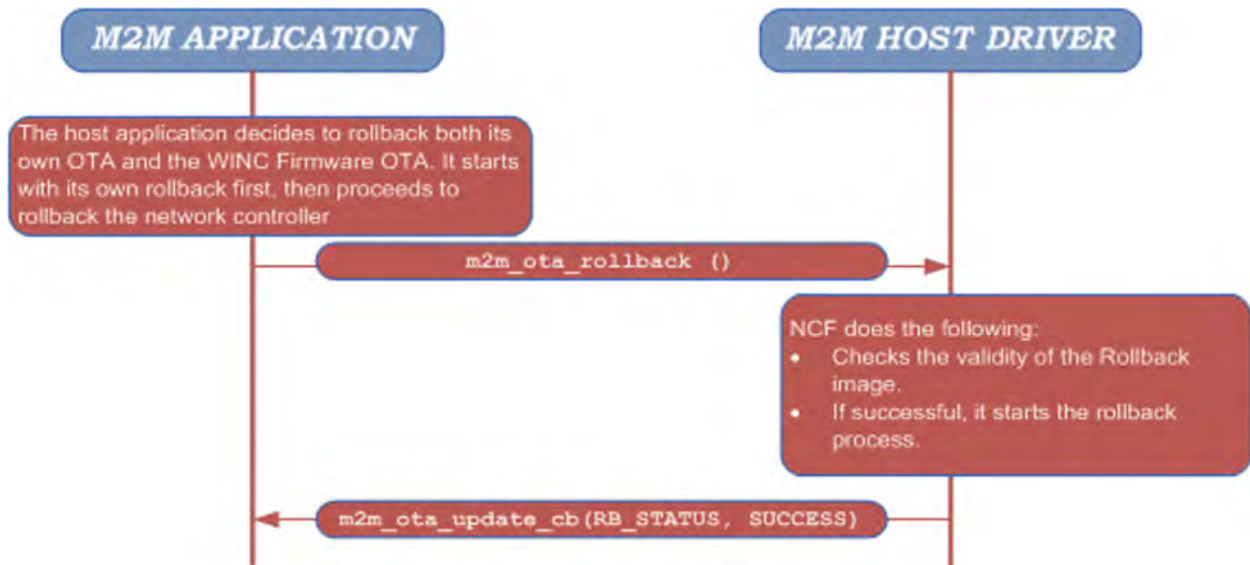 M2M APPLICATION
M2M HOST DRIVER
The host application decides to rollback both its
own OTA and the WINC Firmware OTA. It starts
with its own rollback first, then proceeds to
rollback the network controller
m2m_ota_rollback ()
NCF does the following:
• Checks the validity of the Rollback
image.
• If successful, it starts the rollback
process.
m2m_ota_update_cb(RB_STATUS, SUCCESS)